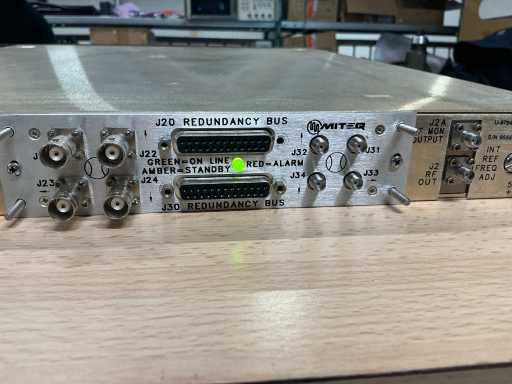 J20 REDUNDANCY BUS
MITEQ
J22
J23
J24
GREEN=ON LINE RED=ALARM
AMBER=STANDBY
J30 REDUNDANCY BUS
J32
J31
J34
J33
J2A
MON
OUTPUT
J2
RF
OUT
INT
REF
FREQ
ADJ